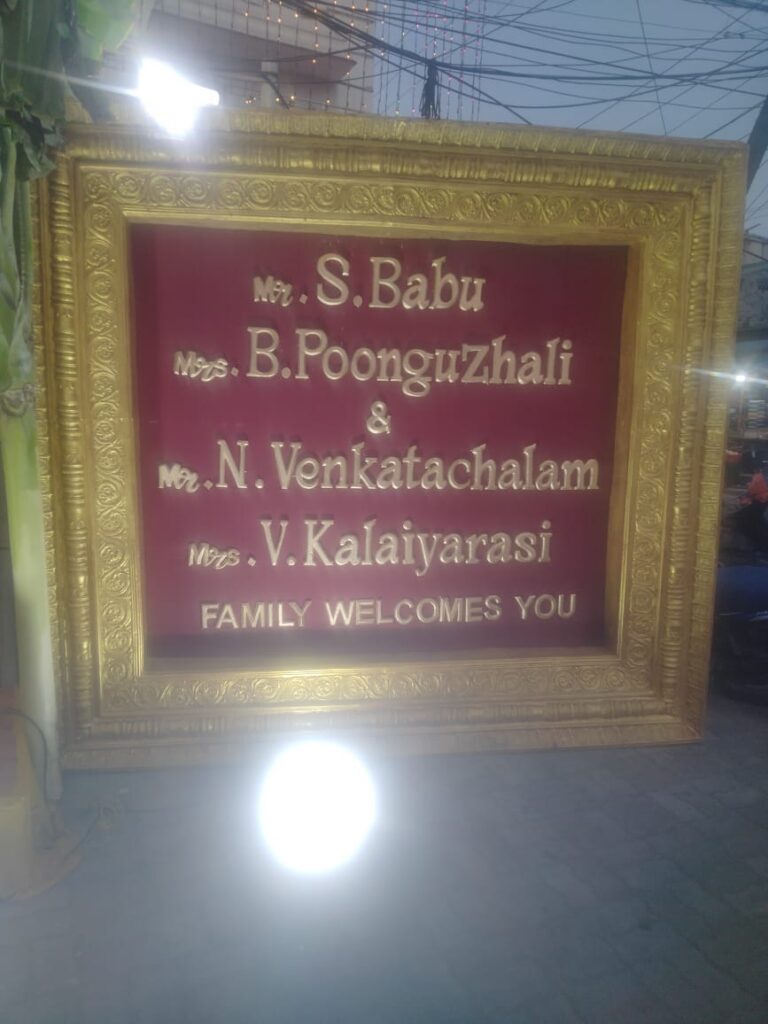 Mr. S. Babu
Mrs. B. Poonguzhali
&
Mr. N. Venkatachalam
Mrs. V. Kalaiyarasi
FAMILY WELCOMES YOU